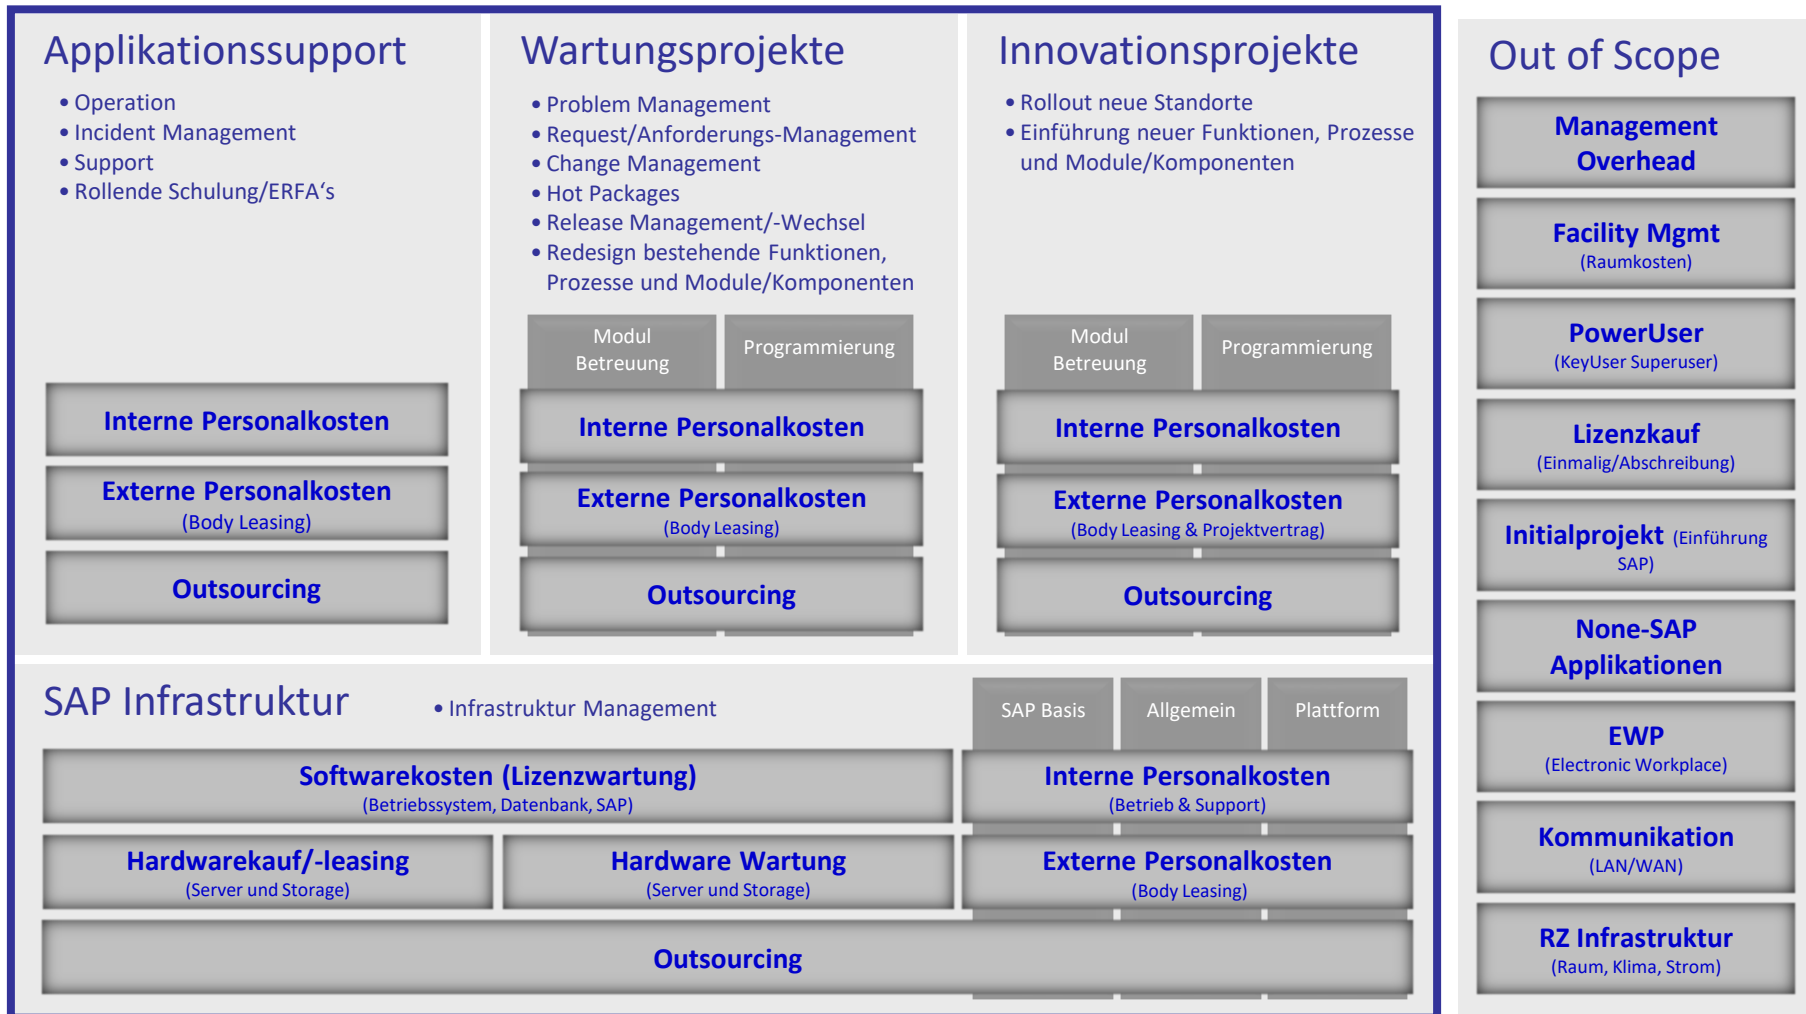 Applikationssupport
• Operation
• Incident Management
• Support
• Rollende Schulung/ERFA‘s
Interne Personalkosten
Externe Personalkosten
(Body Leasing)
Outsourcing
Wartungsprojekte
• Problem Management
• Request/Anforderungs-Management
• Change Management
• Hot Packages
• Release Management/-Wechsel
• Redesign bestehende Funktionen,
Prozesse und Module/Komponenten
Modul
Betreuung
Programmierung
Interne Personalkosten
Externe Personalkosten
(Body Leasing)
Outsourcing
Innovationsprojekte
• Rollout neue Standorte
• Einführung neuer Funktionen, Prozesse
und Module/Komponenten
Modul
Betreuung
Programmierung
Interne Personalkosten
Externe Personalkosten
(Body Leasing & Projektvertrag)
Outsourcing
SAP Infrastruktur
• Infrastruktur Management
SAP Basis
Allgemein
Plattform
Softwarekosten (Lizenzwartung)
(Betriebssystem, Datenbank, SAP)
Interne Personalkosten
(Betrieb & Support)
Hardwarekauf/-leasing
(Server und Storage)
Hardware Wartung
(Server und Storage)
Externe Personalkosten
(Body Leasing)
Outsourcing
Out of Scope
Management
Overhead
Facility Mgmt
(Raumkosten)
PowerUser
(KeyUser Superuser)
Lizenzkauf
(Einmalig/Abschreibung)
Initialprojekt (Einführung
SAP)
None-SAP
Applikationen
EWP
(Electronic Workplace)
Kommunikation
(LAN/WAN)
RZ Infrastruktur
(Raum, Klima, Strom)